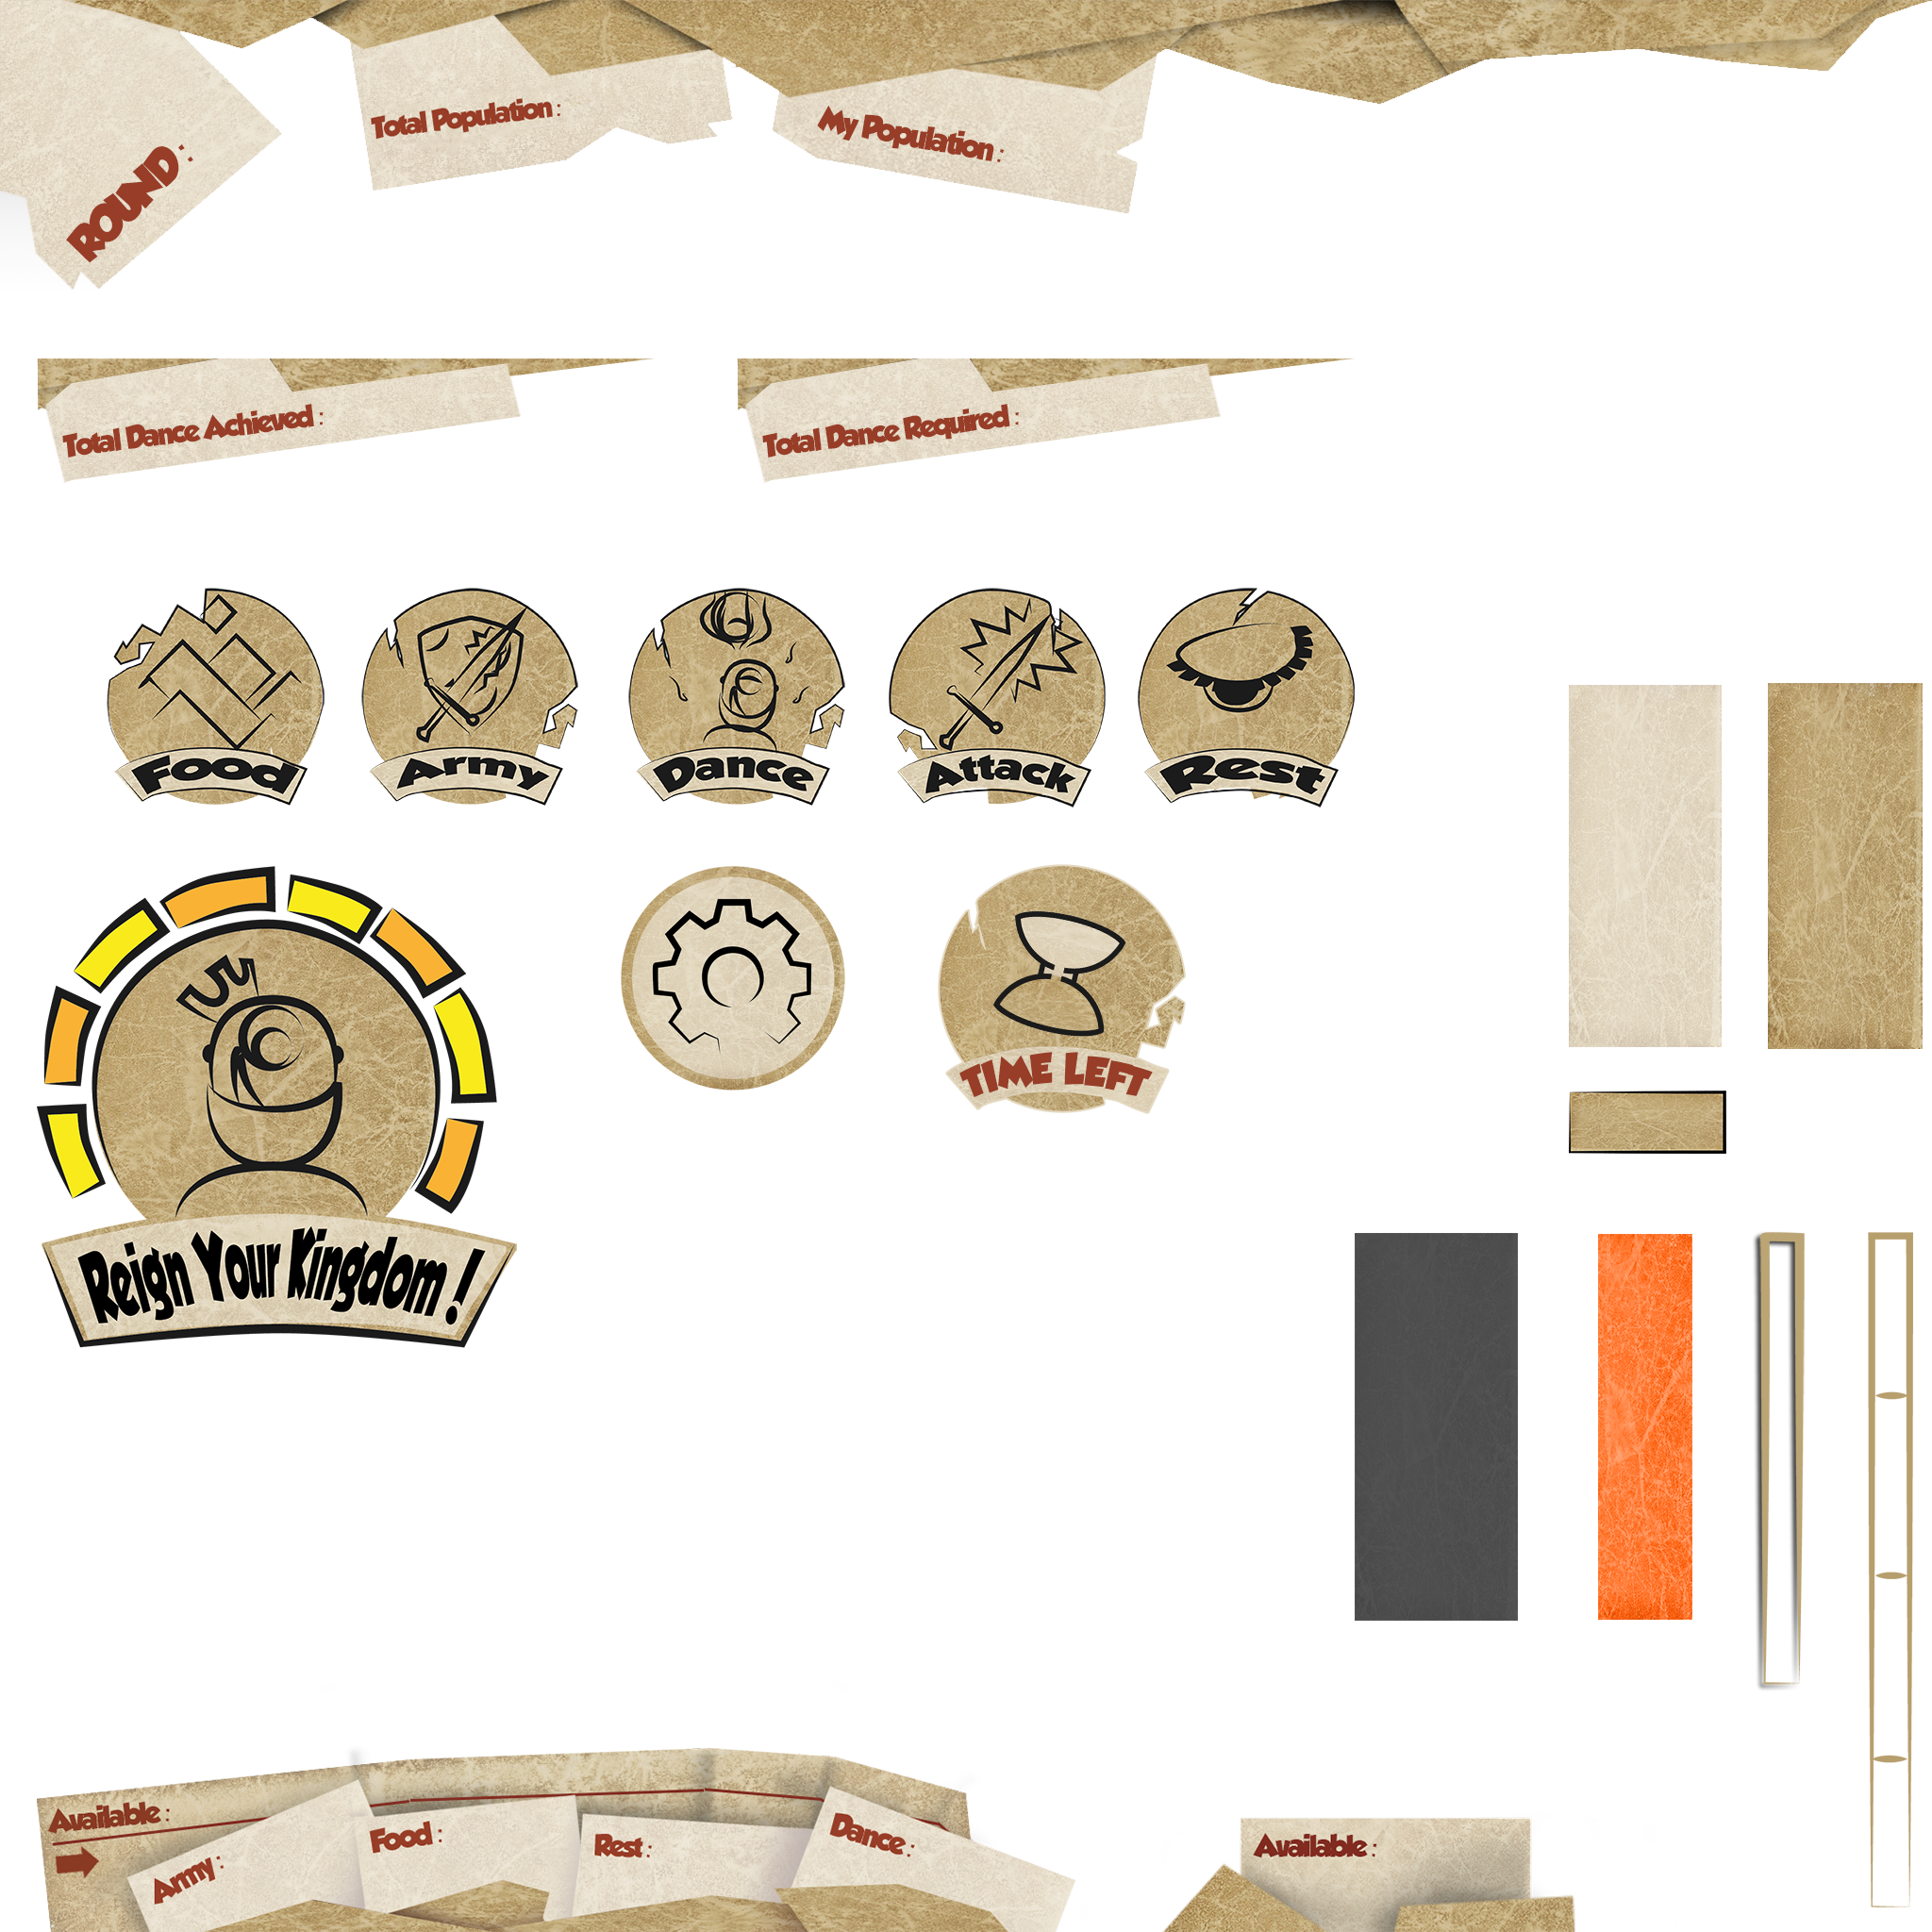 ROUND :
Total Population :
My Population :
Total Dance Achieved :
Total Dance Required :
Food
Army
Dance
Attack
Rest
TIME LEFT
Reign Your Kingdom !
Available :
Army :
Food :
Rest :
Dance :
Available :